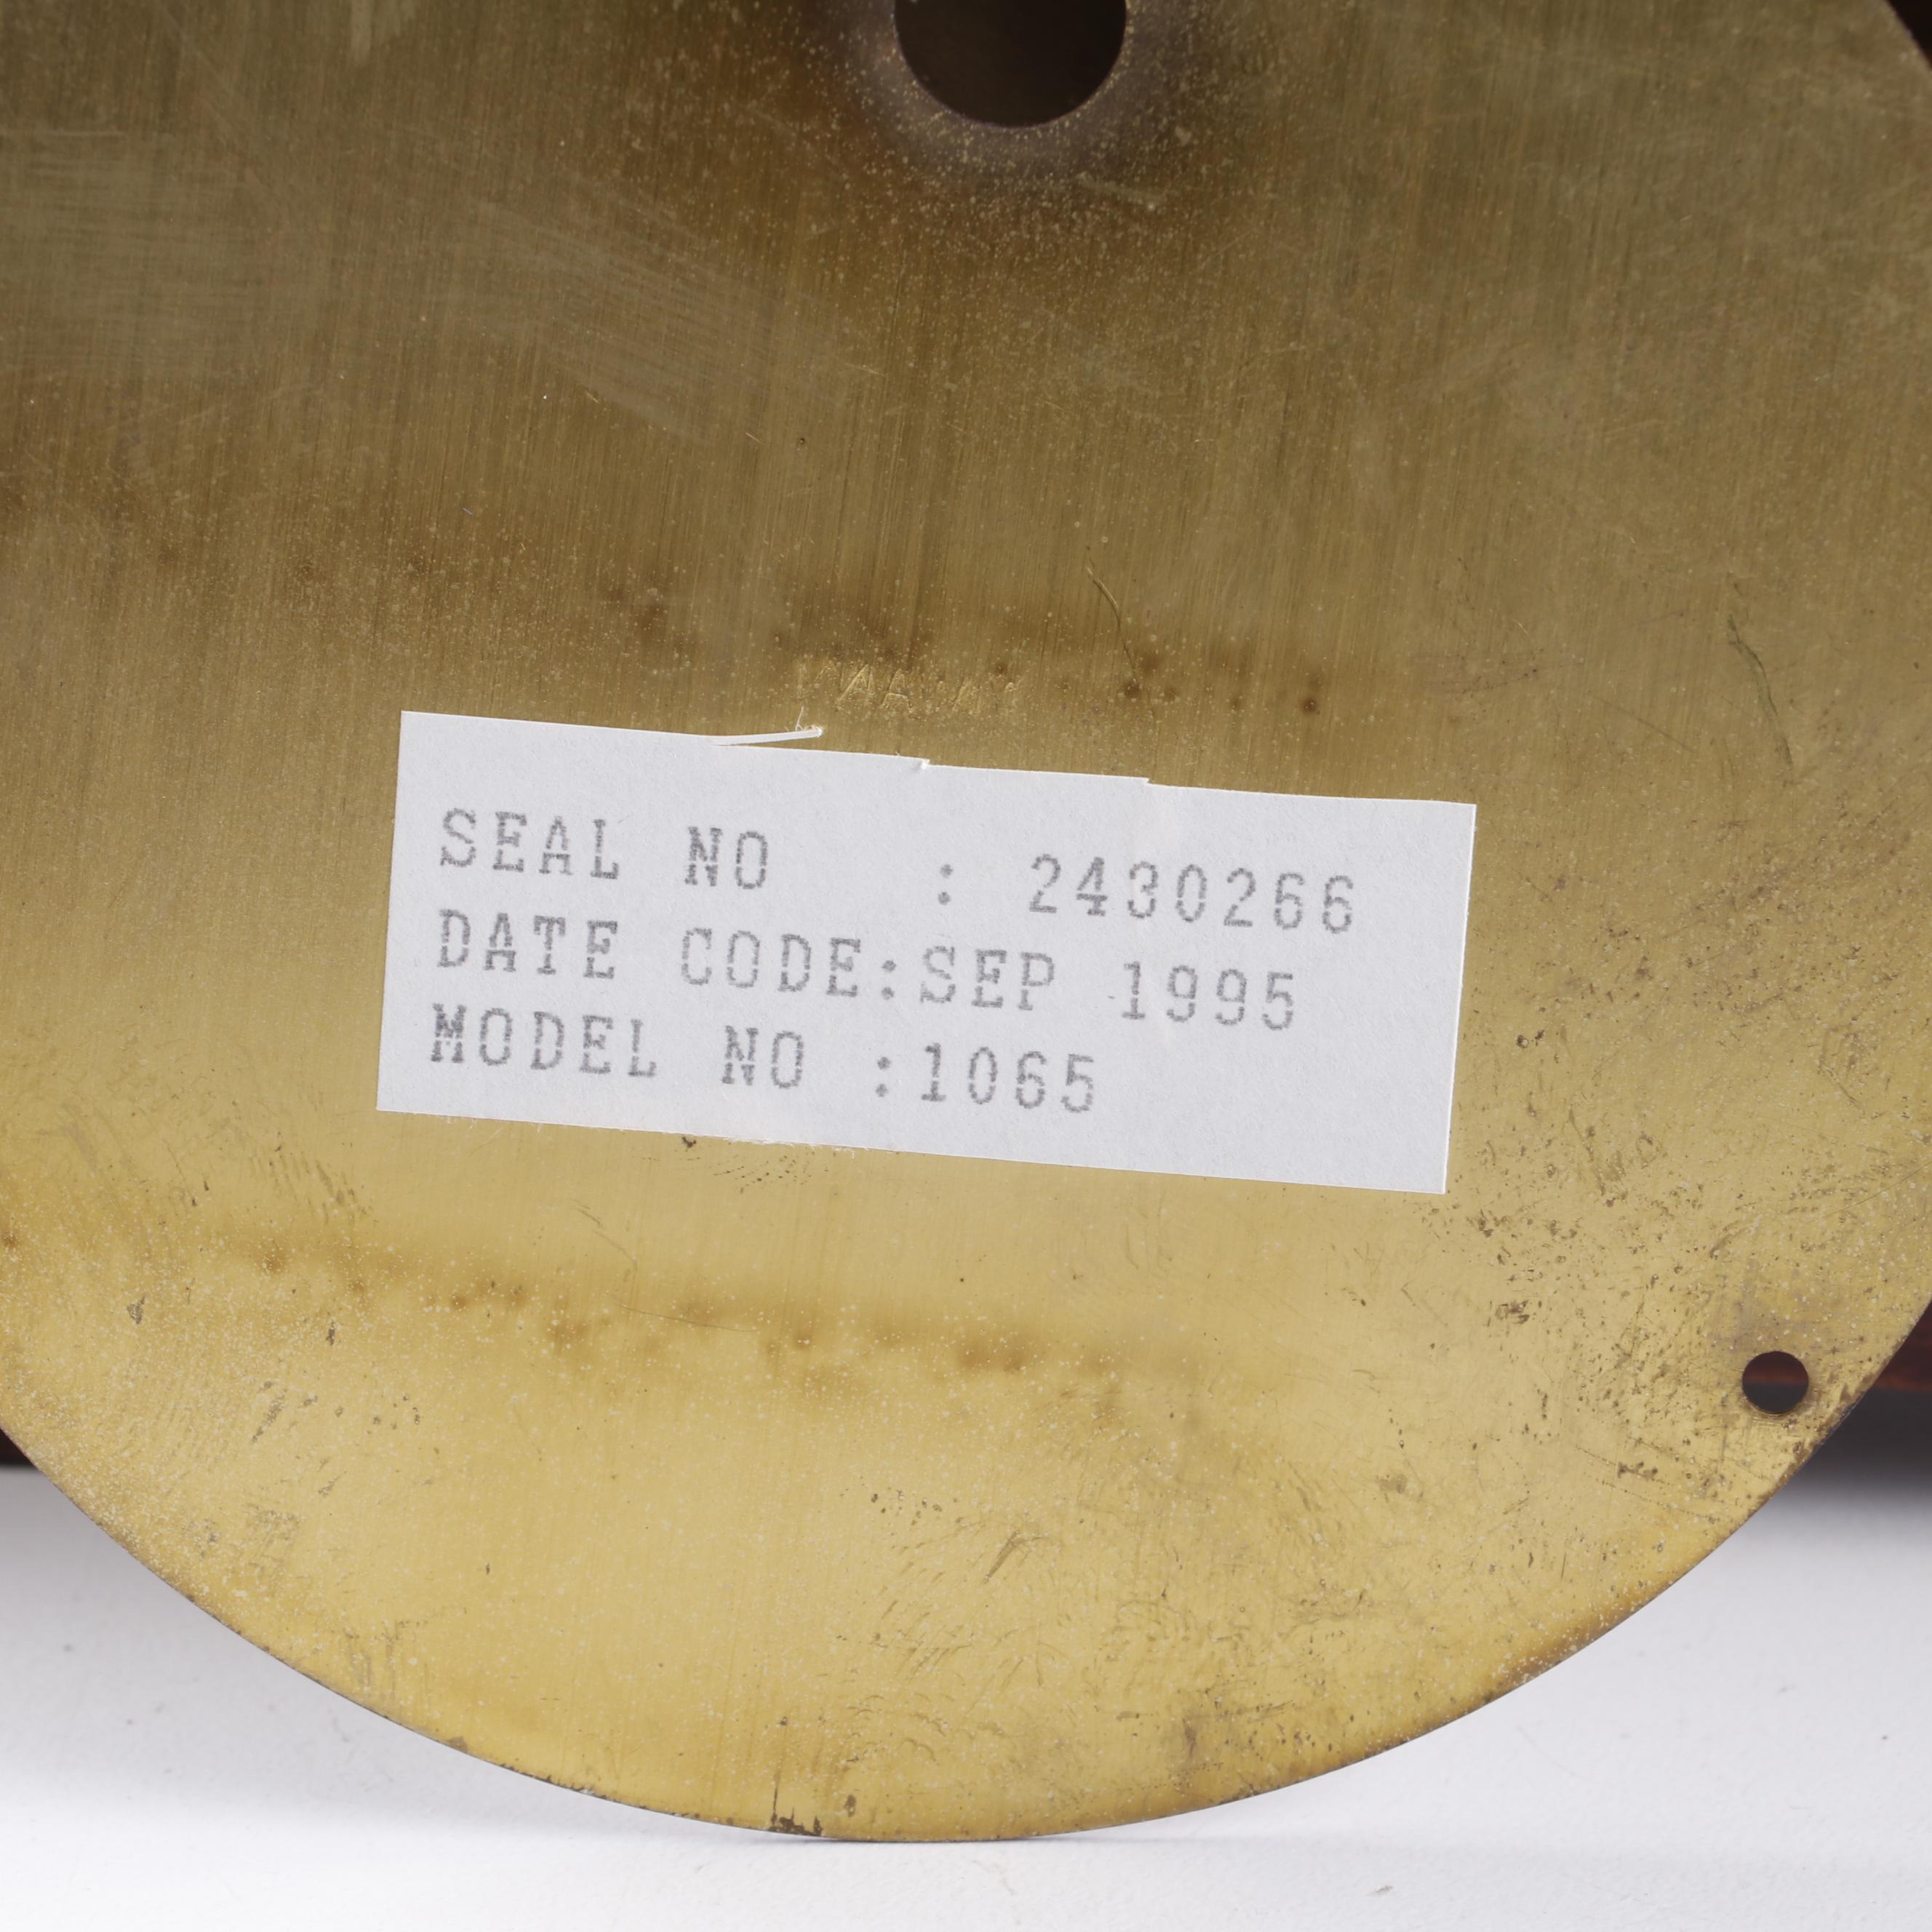 SEAL NO : 2430266
DATE CODE:SEP 1995
MODEL NO :1065